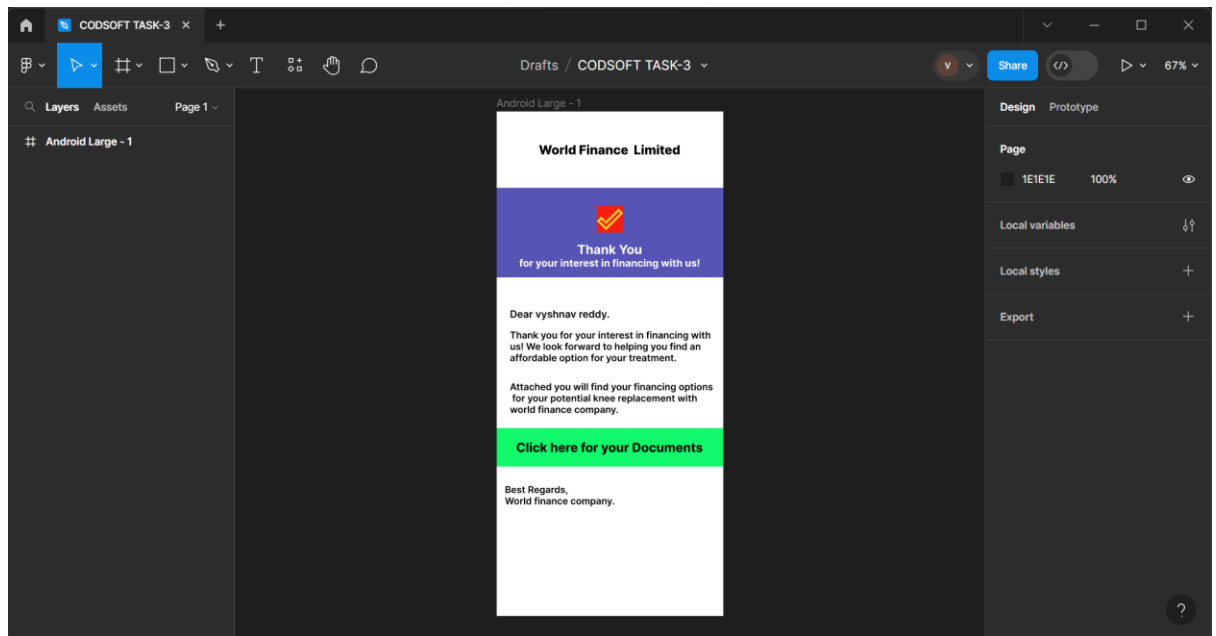 CODSOFT TASK-3
Drafts / CODSOFT TASK-3
V
Share
67%
Layers Assets Page 1
Android Large - 1
Android Large - 1
World Finance Limited
Thank You
for your interest in financing with us!
Dear vyshnav reddy.
Thank you for your interest in financing with
us! We look forward to helping you find an
affordable option for your treatment.
Attached you will find your financing options
for your potential knee replacement with
world finance company.
Click here for your Documents
Best Regards,
World finance company.
Design Prototype
Page
1E1E1E 100%
Local variables
Local styles
Export
?